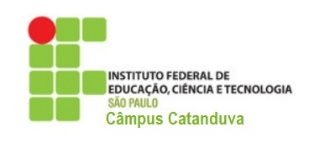 INSTITUTO FEDERAL DE
EDUCAÇÃO, CIÊNCIA E TECNOLOGIA
SÃO PAULO
Câmpus Catanduva